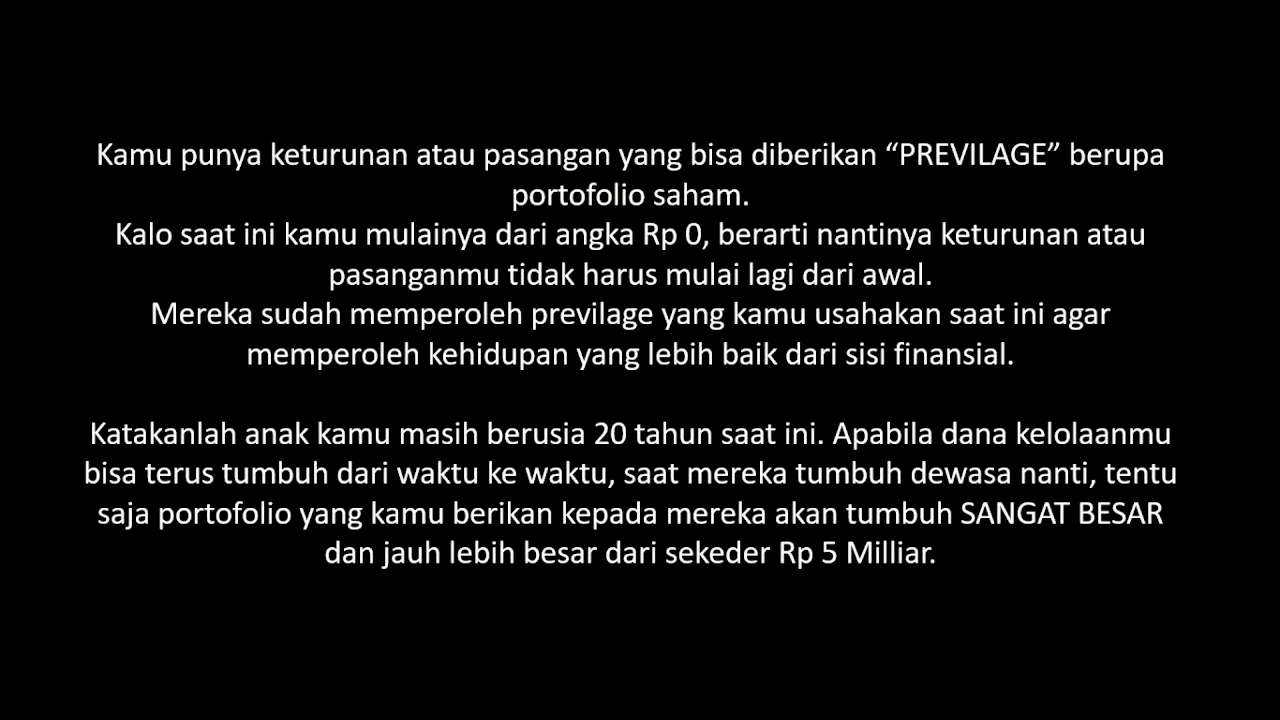 Kamu punya keturunan atau pasangan yang bisa diberikan “PREVILAGE” berupa
portofolio saham.
Kalo saat ini kamu mulainya dari angka Rp 0, berarti nantinya keturunan atau
pasanganmu tidak harus mulai lagi dari awal.
Mereka sudah memperoleh previlage yang kamu usahakan saat ini agar
memperoleh kehidupan yang lebih baik dari sisi finansial.
Katakanlah anak kamu masih berusia 20 tahun saat ini. Apabila dana kelolaanmu
bisa terus tumbuh dari waktu ke waktu, saat mereka tumbuh dewasa nanti, tentu
saja portofolio yang kamu berikan kepada mereka akan tumbuh SANGAT BESAR
dan jauh lebih besar dari sekeder Rp 5 Milliar.